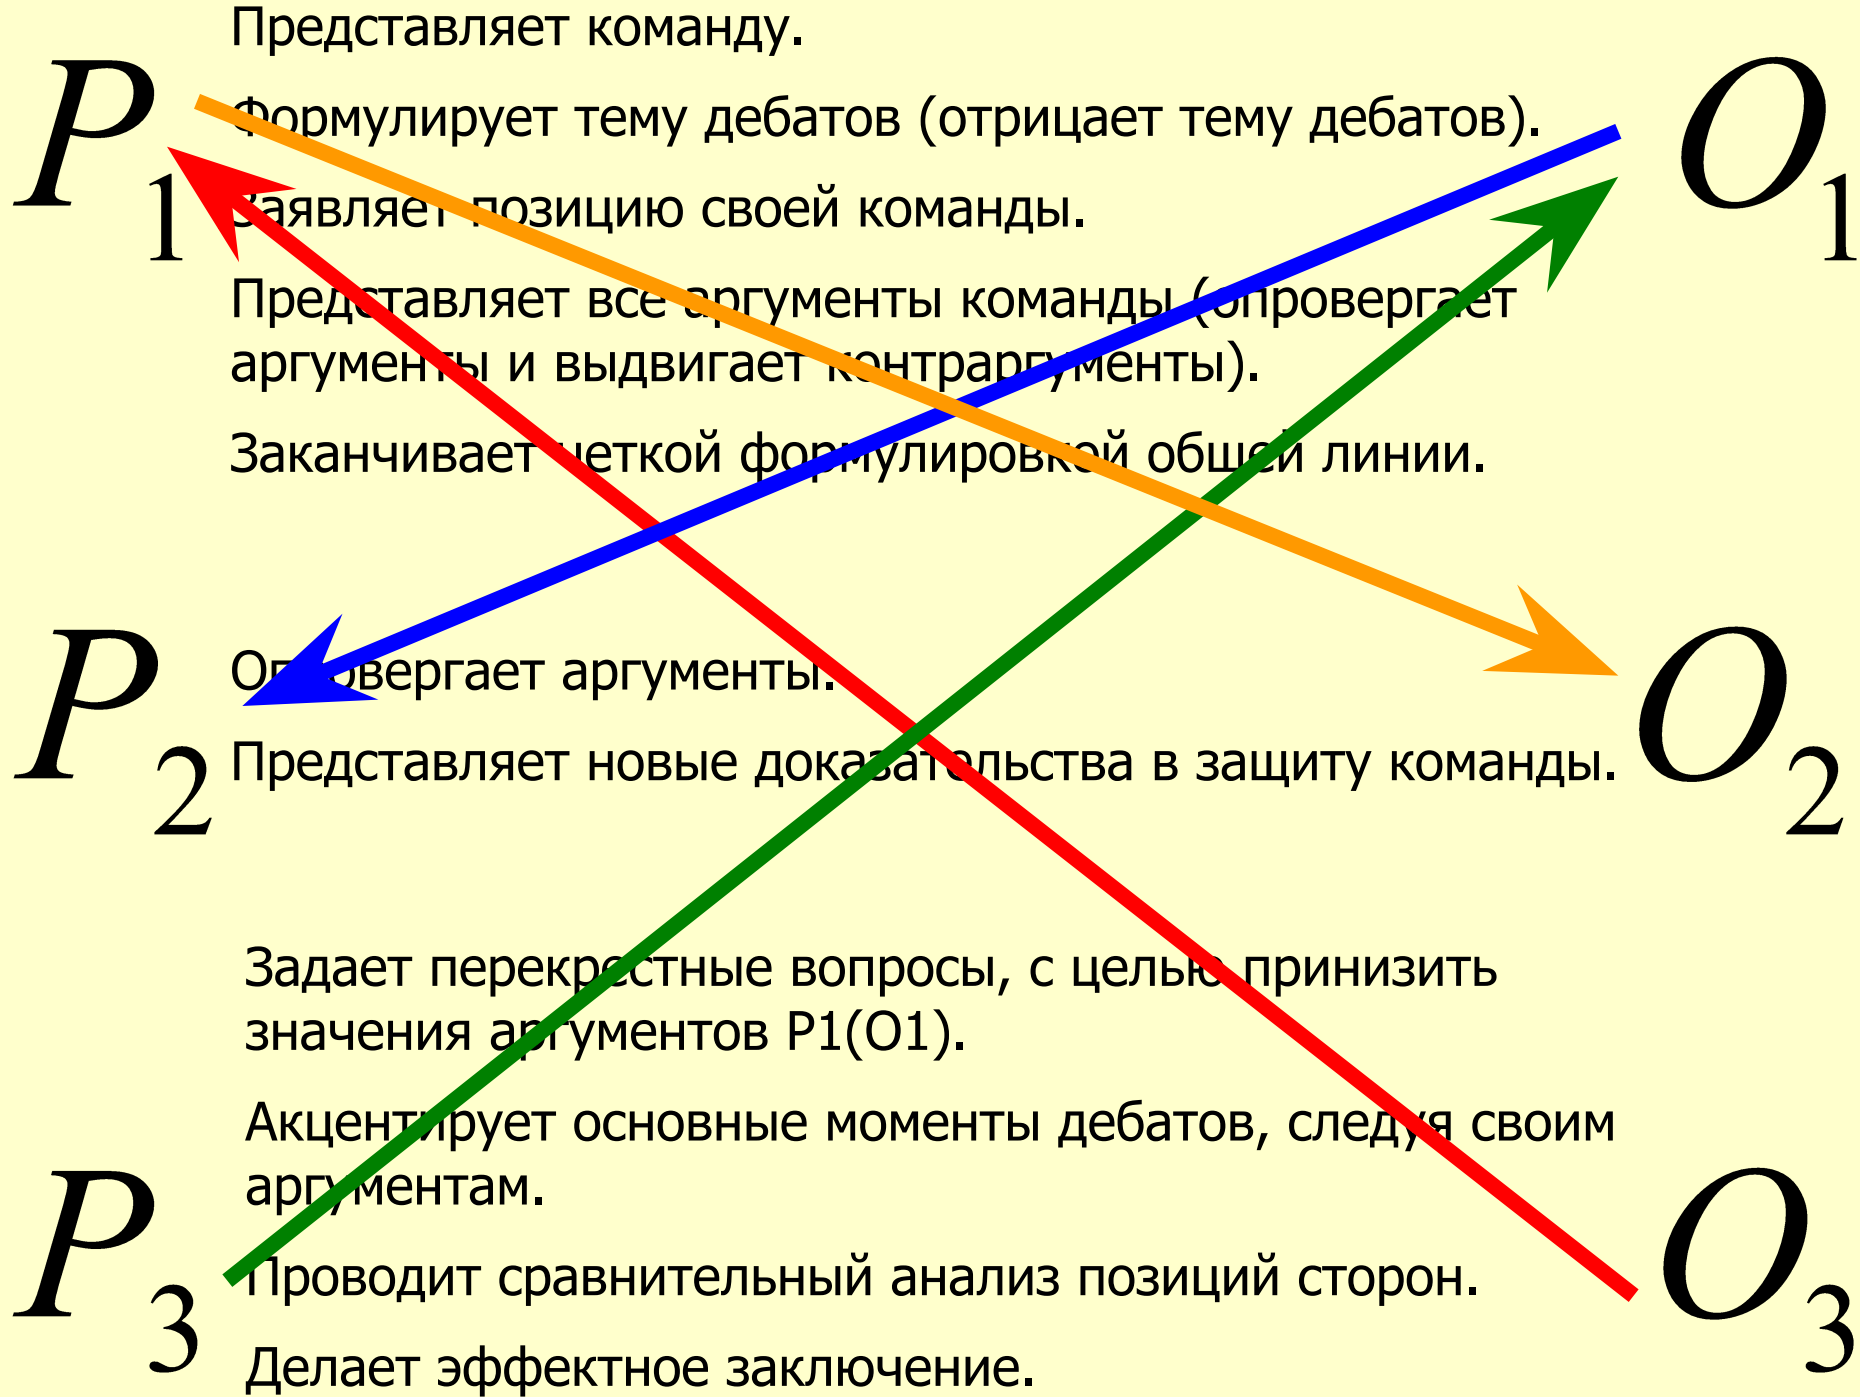 Представляет команду.
P1
O1
Формулирует тему дебатов (отрицает тему дебатов).
Заявляет позицию своей команды.
Представляет все аргументы команды (опровергает
аргументы и выдвигает контраргументы).
Заканчивает четкой формулировкой общей линии.
P2
O2
Опровергает аргументы.
Представляет новые доказательства в защиту команды.
Задает перекрестные вопросы, с целью принизить
значения аргументов Р1(О1).
Акцентирует основные моменты дебатов, следуя своим
аргументам.
P3
O3
Проводит сравнительный анализ позиций сторон.
Делает эффектное заключение.